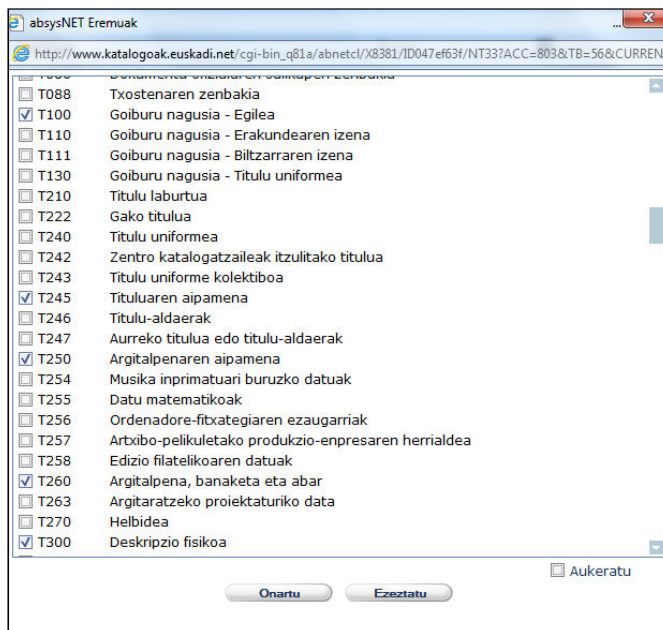 absysNET Eremuak
http://www.katalogoak.euskadi.net/cgi-bin_q81a/abnetcl/X8381/ID047ef63f/NT33?ACC=803&TB=56&CURREN
T088 Txostenaren zenbakia
T100 Goiburu nagusia - Egilea
T110 Goiburu nagusia - Erakundearen izena
T111 Goiburu nagusia - Biltzarraren izena
T130 Goiburu nagusia - Titulu uniformea
T210 Titulu laburtua
T222 Gako titulua
T240 Titulu uniformea
T242 Zentro katalogatzaileak itzulitako titulua
T243 Titulu uniforme kolektiboa
T245 Tituluaren aipamena
T246 Titulu-aldaerak
T247 Aurreko titulua edo titulu-aldaerak
T250 Argitalpenaren aipamena
T254 Musika inprimatuari buruzko datuak
T255 Datu matematikoak
T256 Ordenadore-fitxategiaren ezaugarriak
T257 Artxibo-pelikuletako produkzio-enpresaren herrialdea
T258 Edizio filatelikoaren datuak
T260 Argitalpena, banaketa eta abar
T263 Argitaratzeko proiektaturiko data
T270 Helbidea
T300 Deskripzio fisikoa
Aukeratu
Onartu Ezeztatu